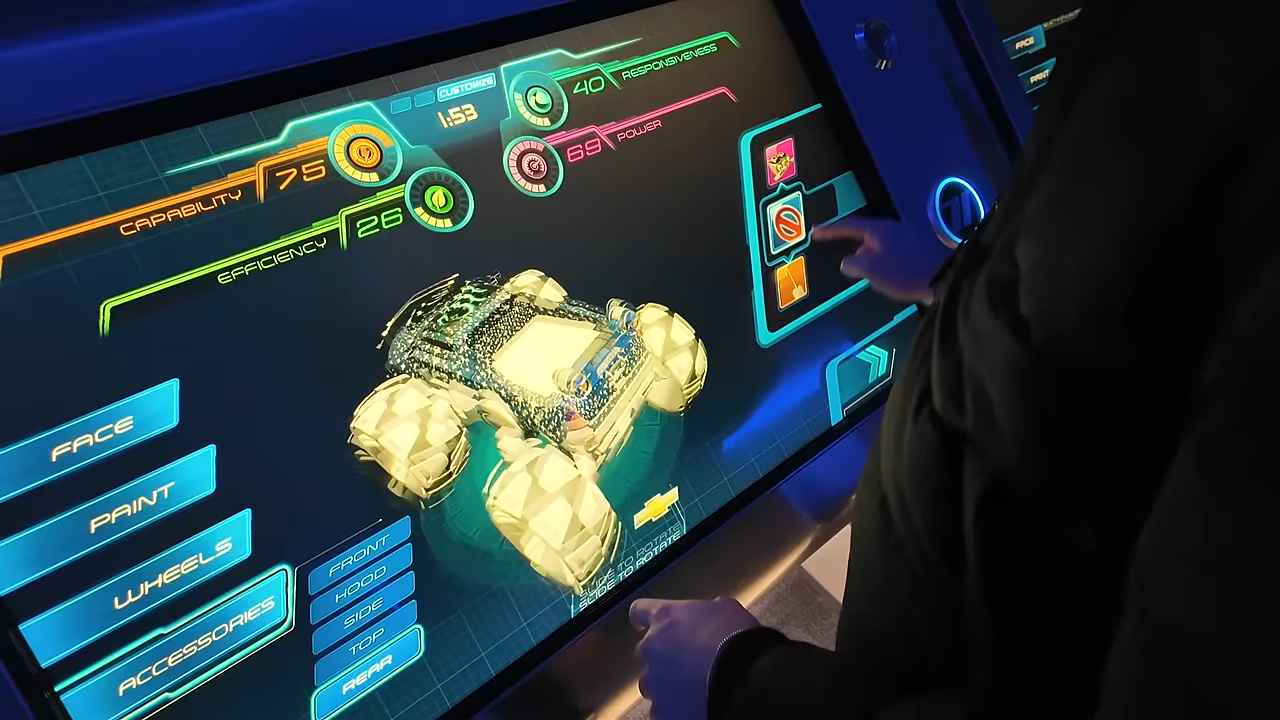 CUSTOMIZE
1:53
75
CAPABILITY
26
EFFICIENCY
40
RESPONSIVENESS
69
POWER
FACE
PAINT
WHEELS
ACCESSORIES
FRONT
HOOD
SIDE
TOP
REAR
SLIDE TO ROTATE
SLIDE TO ROTATE
FACE
PAINT